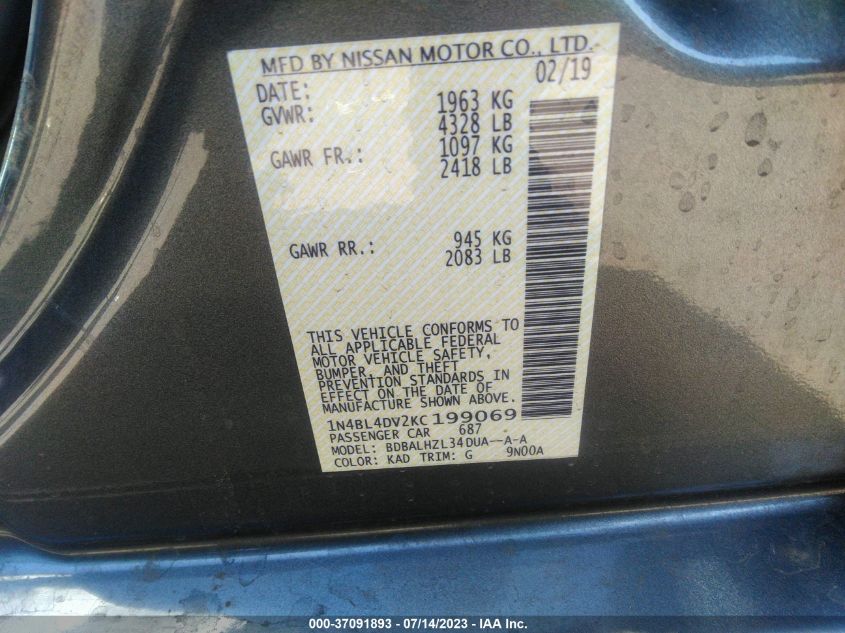 MFD BY NISSAN MOTOR CO., LTD.
DATE: 02/19
GVWR: 1963 KG
4328 LB
GAWR FR.: 1097 KG
2418 LB
GAWR RR.: 945 KG
2083 LB
THIS VEHICLE CONFORMS TO
ALL APPLICABLE FEDERAL
MOTOR VEHICLE SAFETY,
BUMPER, AND THEFT
PREVENTION STANDARDS IN
EFFECT ON THE DATE OF
MANUFACTURE SHOWN ABOVE.
1N4BL4DV2KC199069
PASSENGER CAR 687
MODEL: BDBALHZL34DUA--A-A
COLOR: KAD TRIM: G 9N00A
000-37091893 - 07/14/2023 - IAA Inc.